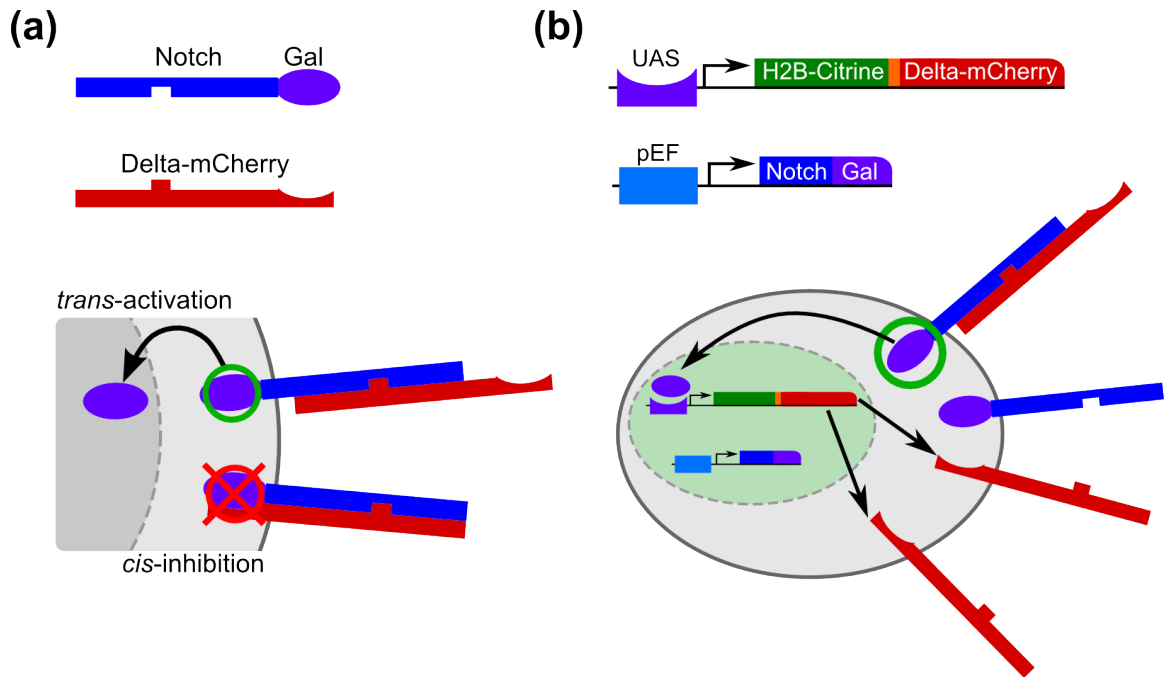 (a)
Notch Gal
Delta-mCherry
trans-activation
cis-inhibition
(b)
UAS
H2B-Citrine Delta-mCherry
pEF
Notch Gal